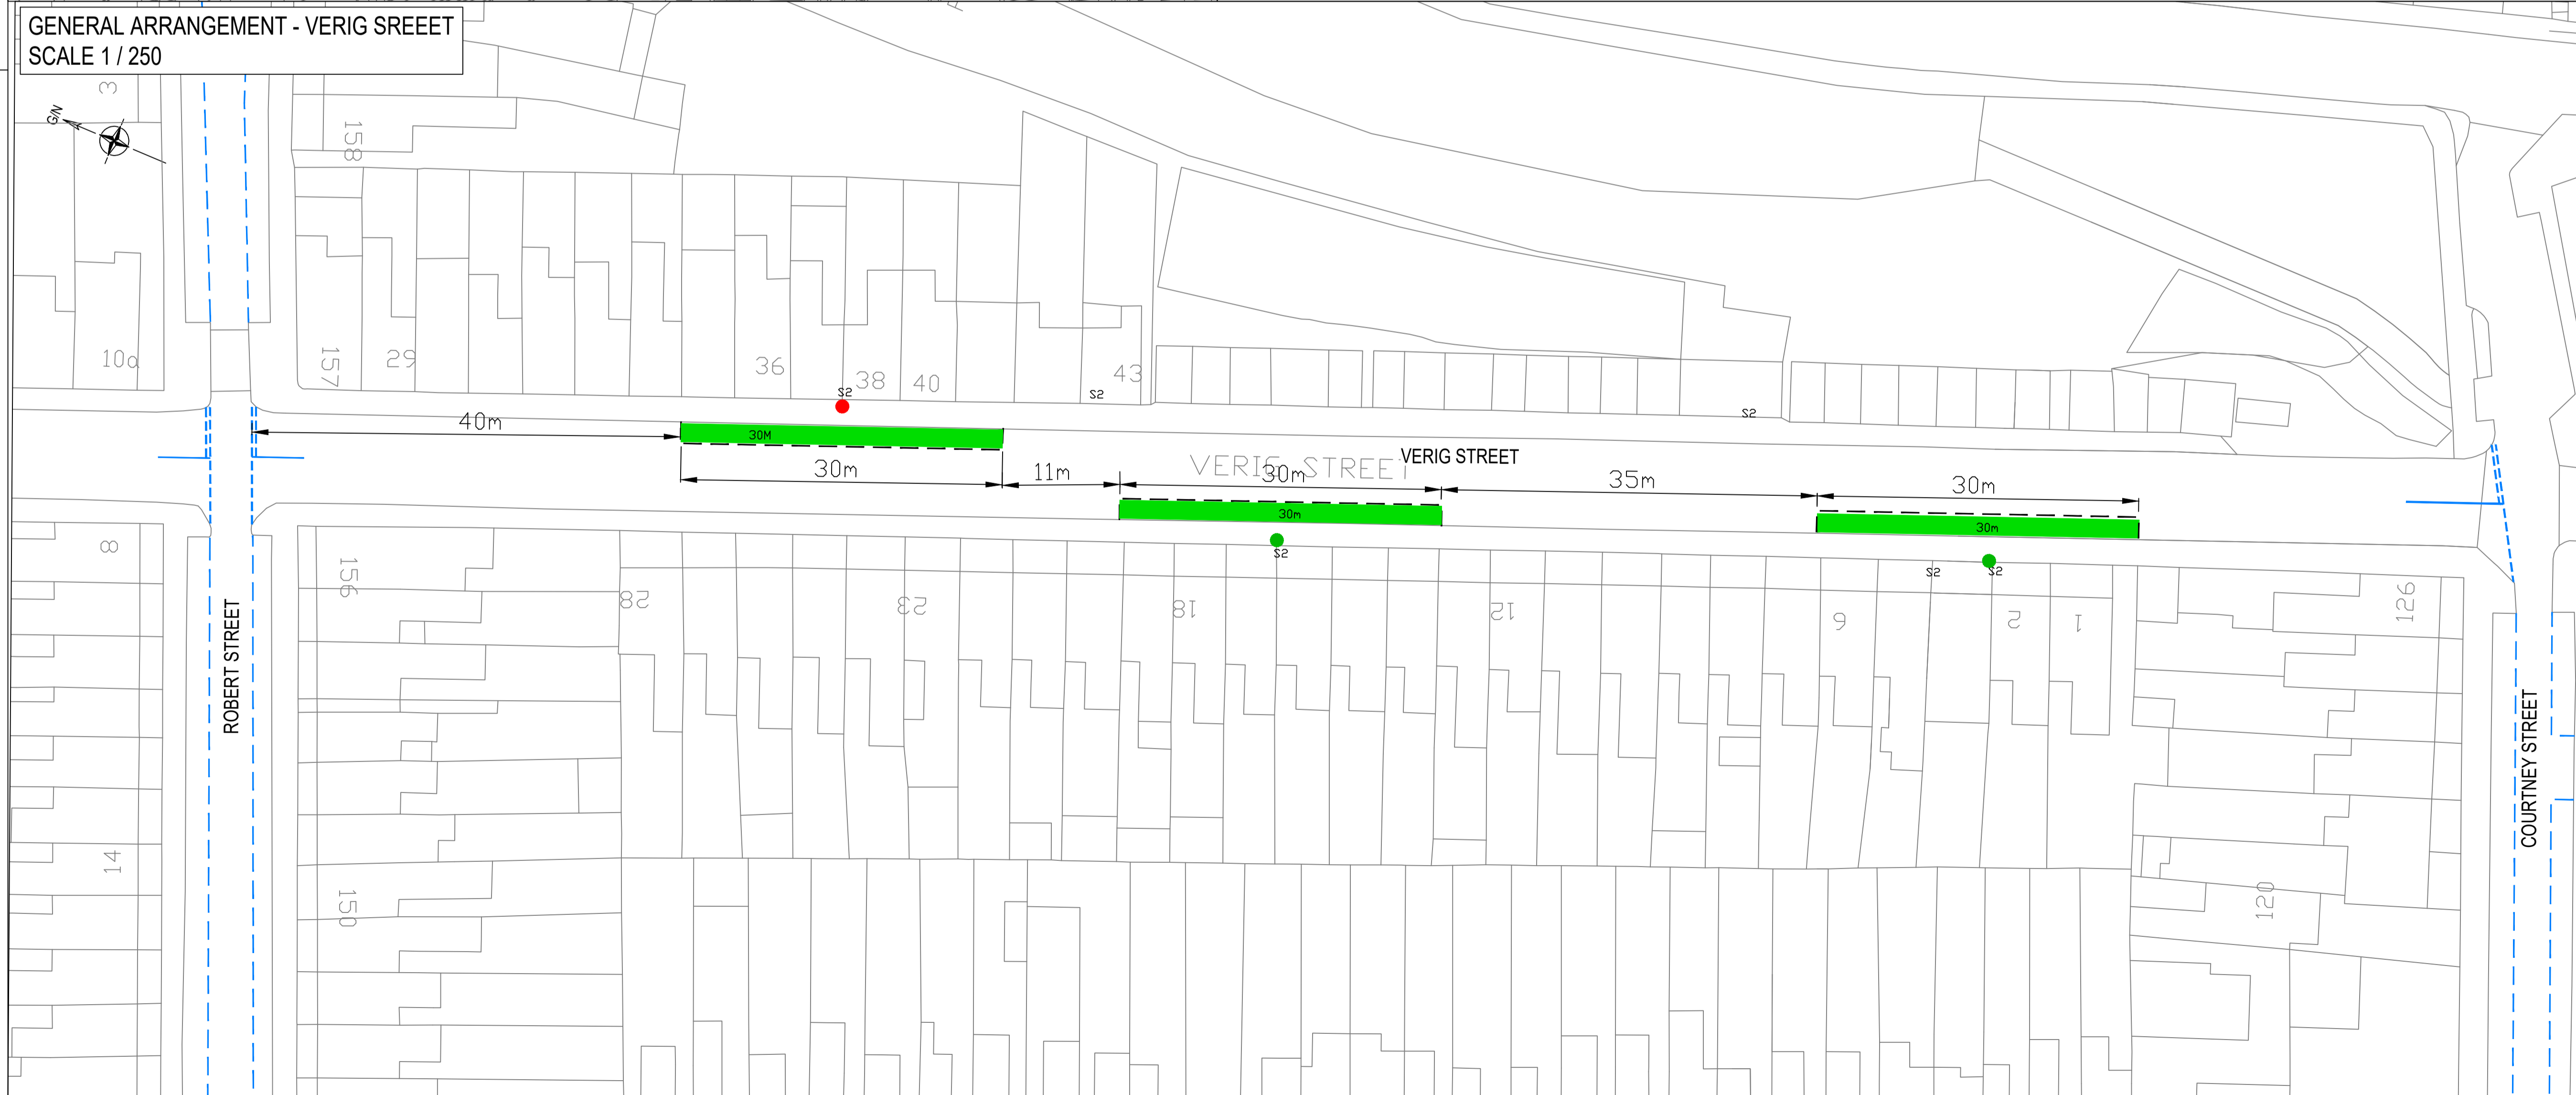 GENERAL ARRANGEMENT - VERIG SREEET
SCALE 1 / 250
3
G/N
158
10a
157
29
36
38
40
43
S2
S2
S2
40m
30M
VERIG STREET
VERIG STREET
30m
11m
30m
35m
30m
30m
30m
S2
S2
S2
8
156
28
23
18
12
6
2
1
126
ROBERT STREET
COURTNEY STREET
14
150
120